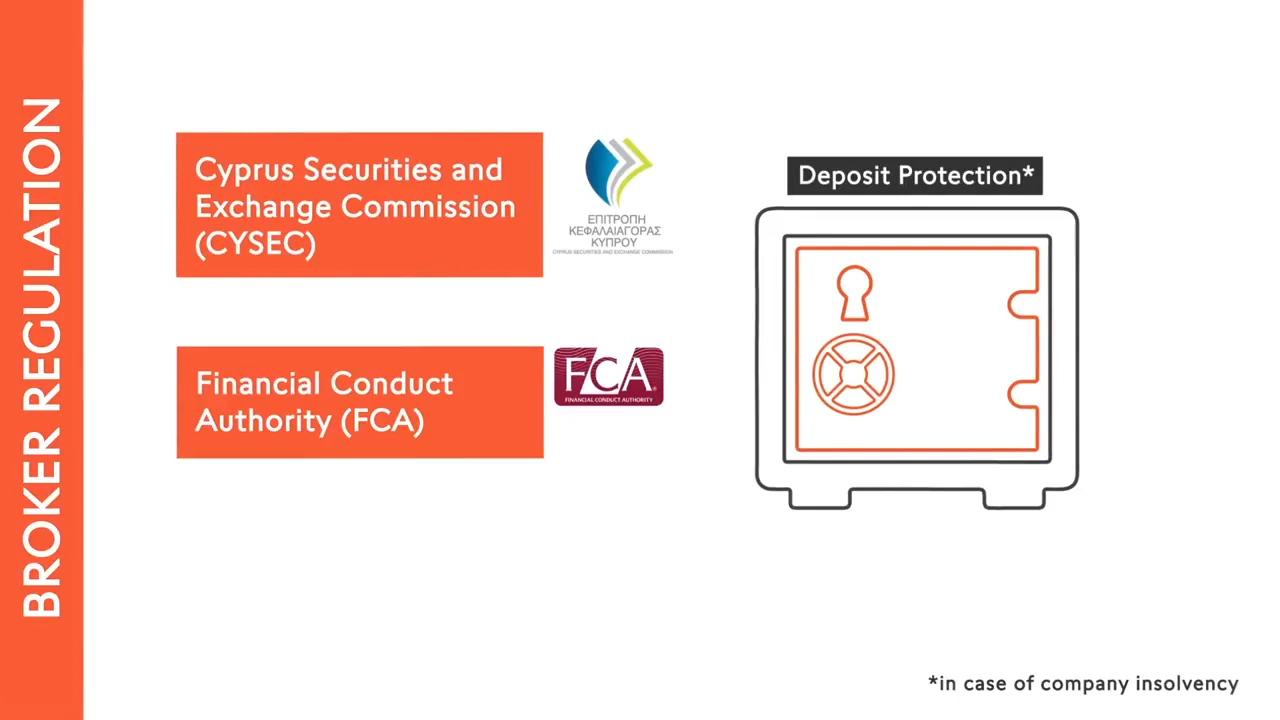 BROKER REGULATION
Cyprus Securities and
Exchange Commission
(CYSEC)
ΕΠΙΤΡΟΠΗ
ΚΕΦΑΛΑΙΑΓΟΡΑΣ
ΚΥΠΡΟΥ
CYPRUS SECURITIES AND EXCHANGE COMMISSION
Financial Conduct
Authority (FCA)
FCA
FINANCIAL CONDUCT AUTHORITY
Deposit Protection*
*in case of company insolvency